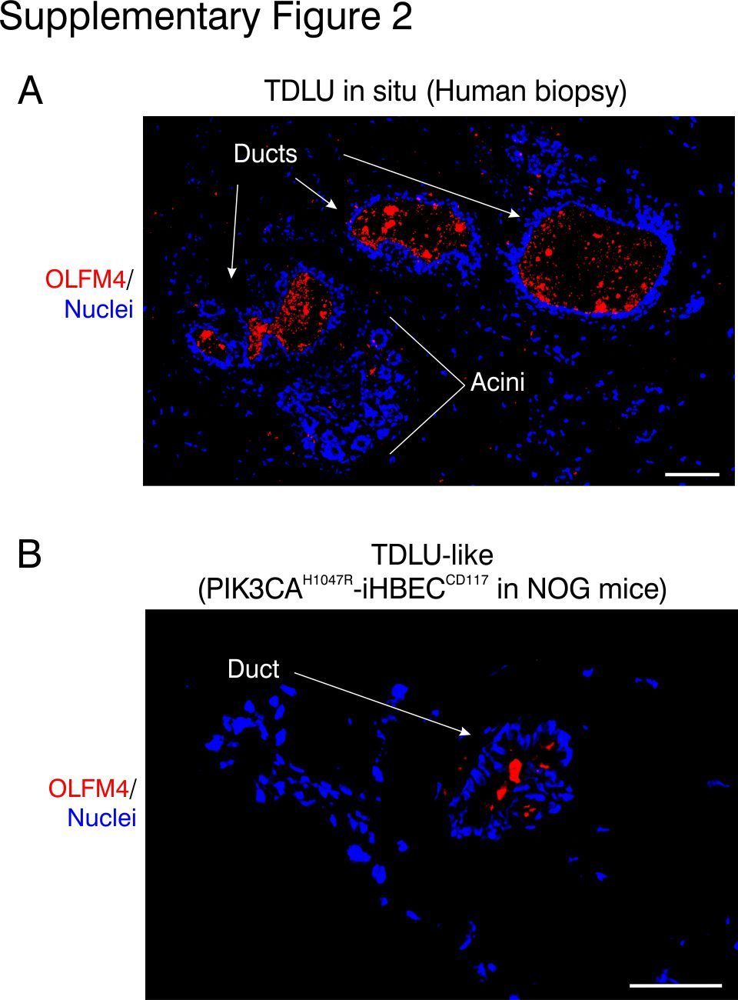 Supplementary Figure 2
A
TDLU in situ (Human biopsy)
Ducts
OLFM4/
Nuclei
Acini
B
TDLU-like
(PIK3CAH1047R-iHBECCD117 in NOG mice)
Duct
OLFM4/
Nuclei